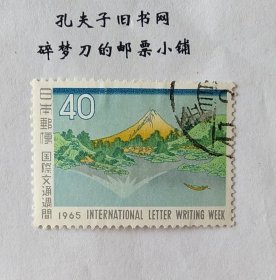 孔夫子旧书网
碎梦刀的邮票小铺
40
日本郵便
国際文通週間
1965 INTERNATIONAL LETTER WRITING WEEK